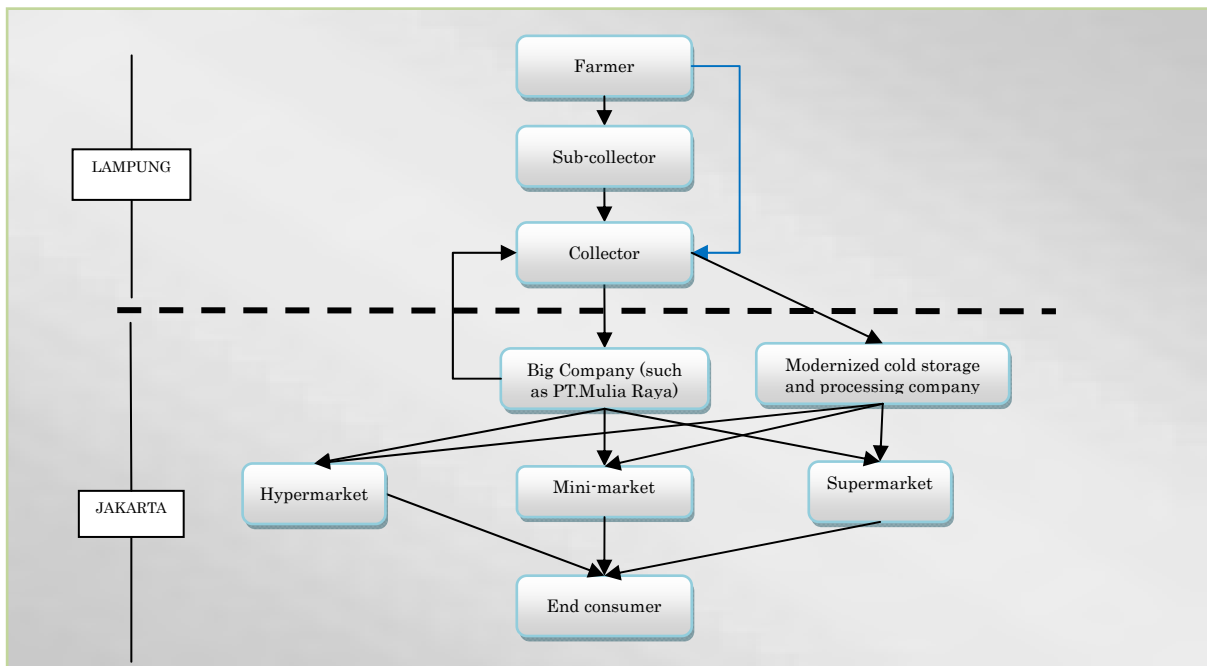 Farmer
LAMPUNG
Sub-collector
Collector
Big Company (such
as PT.Mulia Raya)
Modernized cold storage
and processing company
Hypermarket
Mini-market
Supermarket
JAKARTA
End consumer